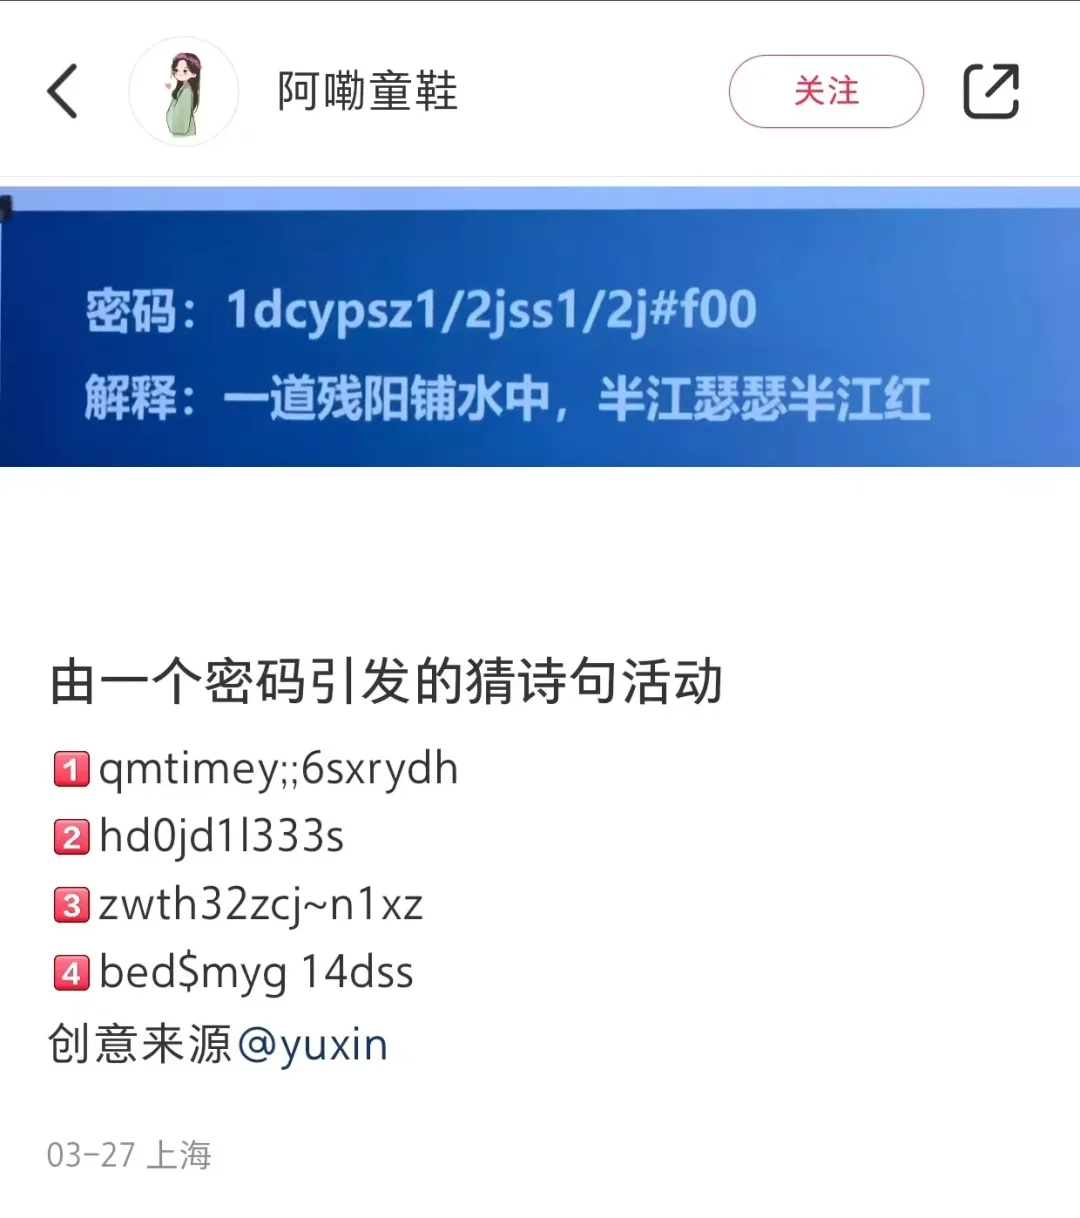 阿嘞童鞋
关注
密码：1dcypsz1/2jss1/2j#f00
解释：一道残阳铺水中，半江瑟瑟半江红
由一个密码引发的猜诗句活动
1️⃣qmtimey;;6sxrydh
2️⃣hd0jd1l333s
3️⃣zwth32zcj~n1xz
4️⃣bed$myg 14dss
创意来源@yuxin
03-27 上海